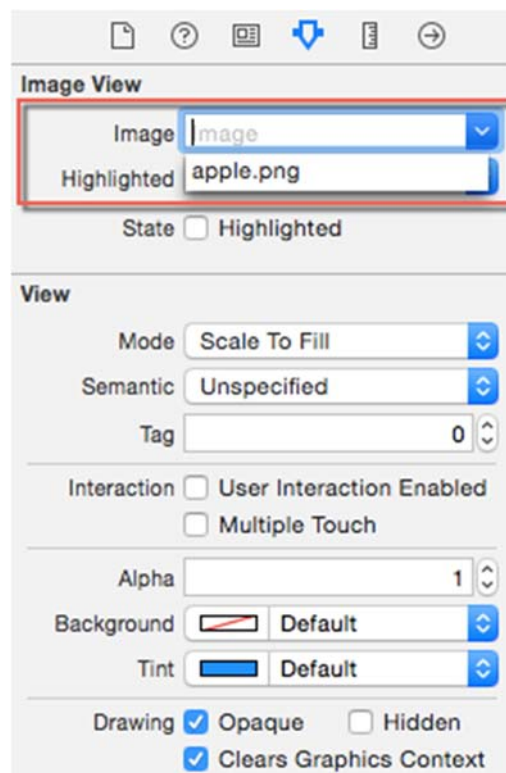 Image View
Image mage
Highlighted apple.png
State Highlighted
View
Mode Scale To Fill
Semantic Unspecified
Tag 0
Interaction User Interaction Enabled
Multiple Touch
Alpha 1
Background Default
Tint Default
Drawing Opaque Hidden
Clears Graphics Context